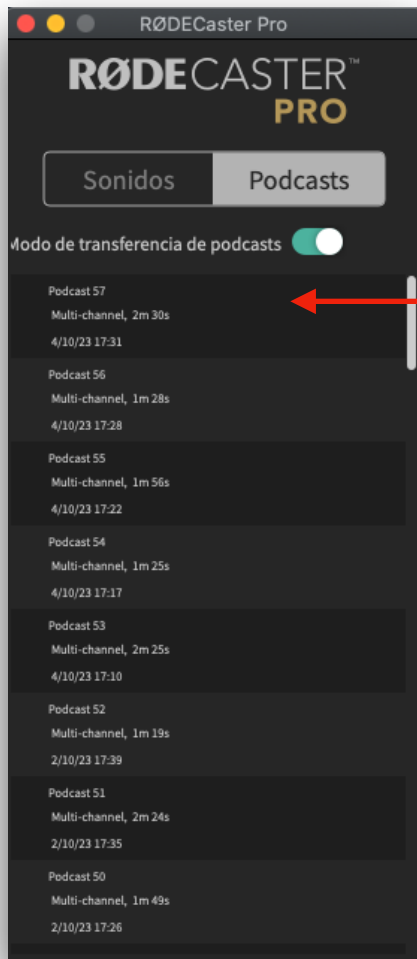 RØDECaster Pro
RØDECASTER™
PRO
Sonidos
Podcasts
Modo de transferencia de podcasts
Podcast 57
Multi-channel, 2m 30s
4/10/23 17:31
Podcast 56
Multi-channel, 1m 28s
4/10/23 17:28
Podcast 55
Multi-channel, 1m 56s
4/10/23 17:22
Podcast 54
Multi-channel, 1m 25s
4/10/23 17:17
Podcast 53
Multi-channel, 2m 25s
4/10/23 17:10
Podcast 52
Multi-channel, 1m 19s
2/10/23 17:39
Podcast 51
Multi-channel, 2m 24s
2/10/23 17:35
Podcast 50
Multi-channel, 1m 49s
2/10/23 17:26